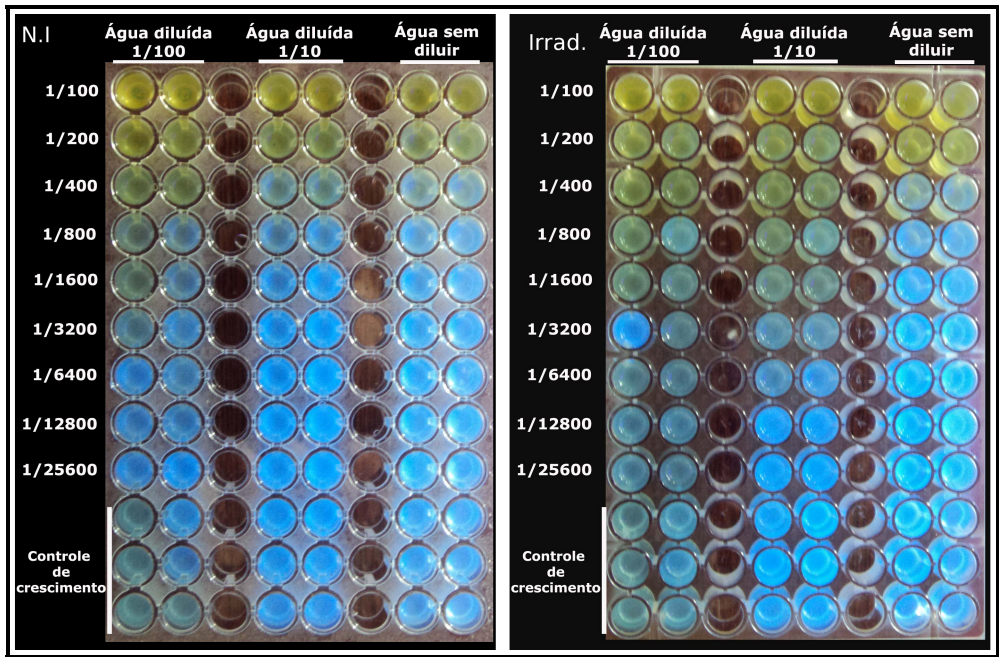 N.I
Água diluída
1/100
Água diluída
1/10
Água sem
diluir
1/100
1/200
1/400
1/800
1/1600
1/3200
1/6400
1/12800
1/25600
Controle
de
crescimento
Irrad.
Água diluída
1/100
Água diluída
1/10
Água sem
diluir
1/100
1/200
1/400
1/800
1/1600
1/3200
1/6400
1/12800
1/25600
Controle
de
crescimento